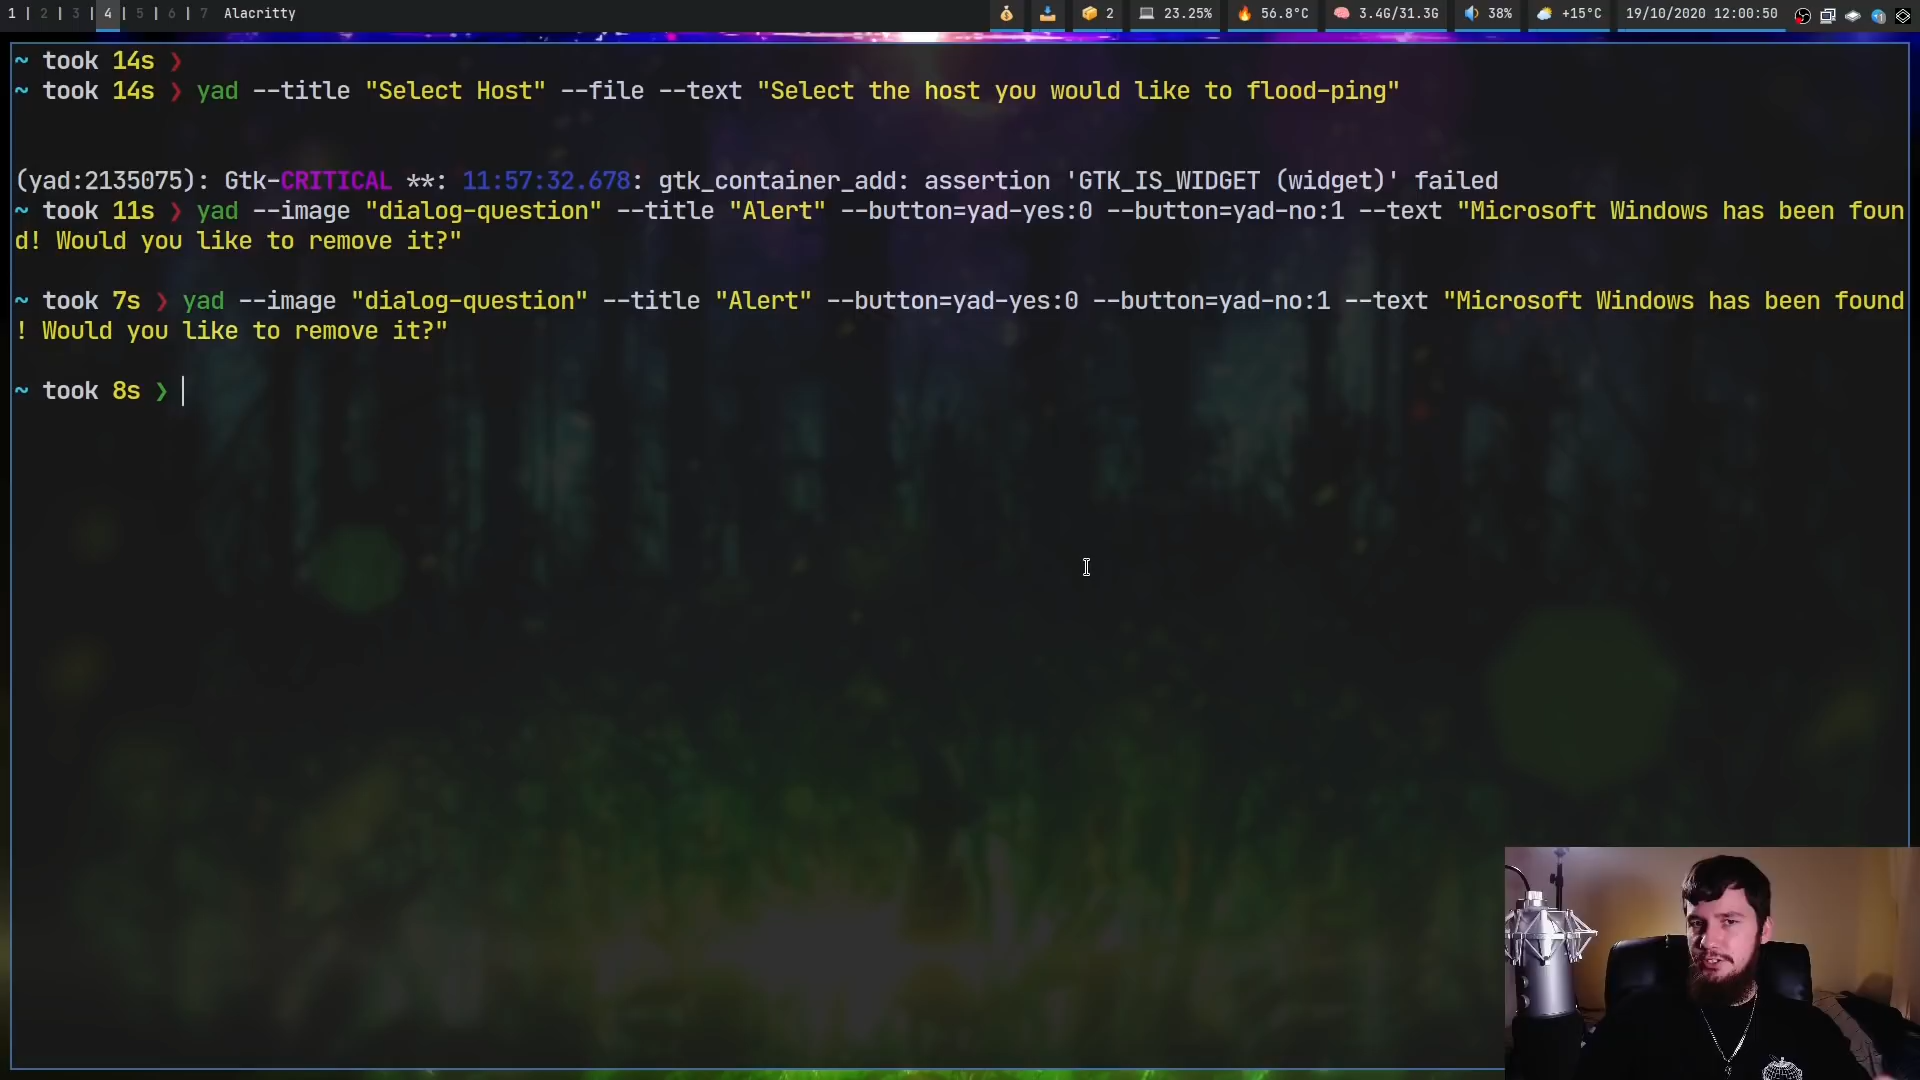 1 | 2 | 3 | 4 | 5 | 6 | 7 Alacritty 2 23.25% 56.8°C 3.4G/31.3G 38% +15°C 19/10/2020 12:00:50
~ took 14s ❯
~ took 14s ❯ yad --title "Select Host" --file --text "Select the host you would like to flood-ping"
(yad:2135075): Gtk-CRITICAL **: 11:57:32.678: gtk_container_add: assertion 'GTK_IS_WIDGET (widget)' failed
~ took 11s ❯ yad --image "dialog-question" --title "Alert" --button=yad-yes:0 --button=yad-no:1 --text "Microsoft Windows has been foun
d! Would you like to remove it?"
~ took 7s ❯ yad --image "dialog-question" --title "Alert" --button=yad-yes:0 --button=yad-no:1 --text "Microsoft Windows has been found
! Would you like to remove it?"
~ took 8s ❯